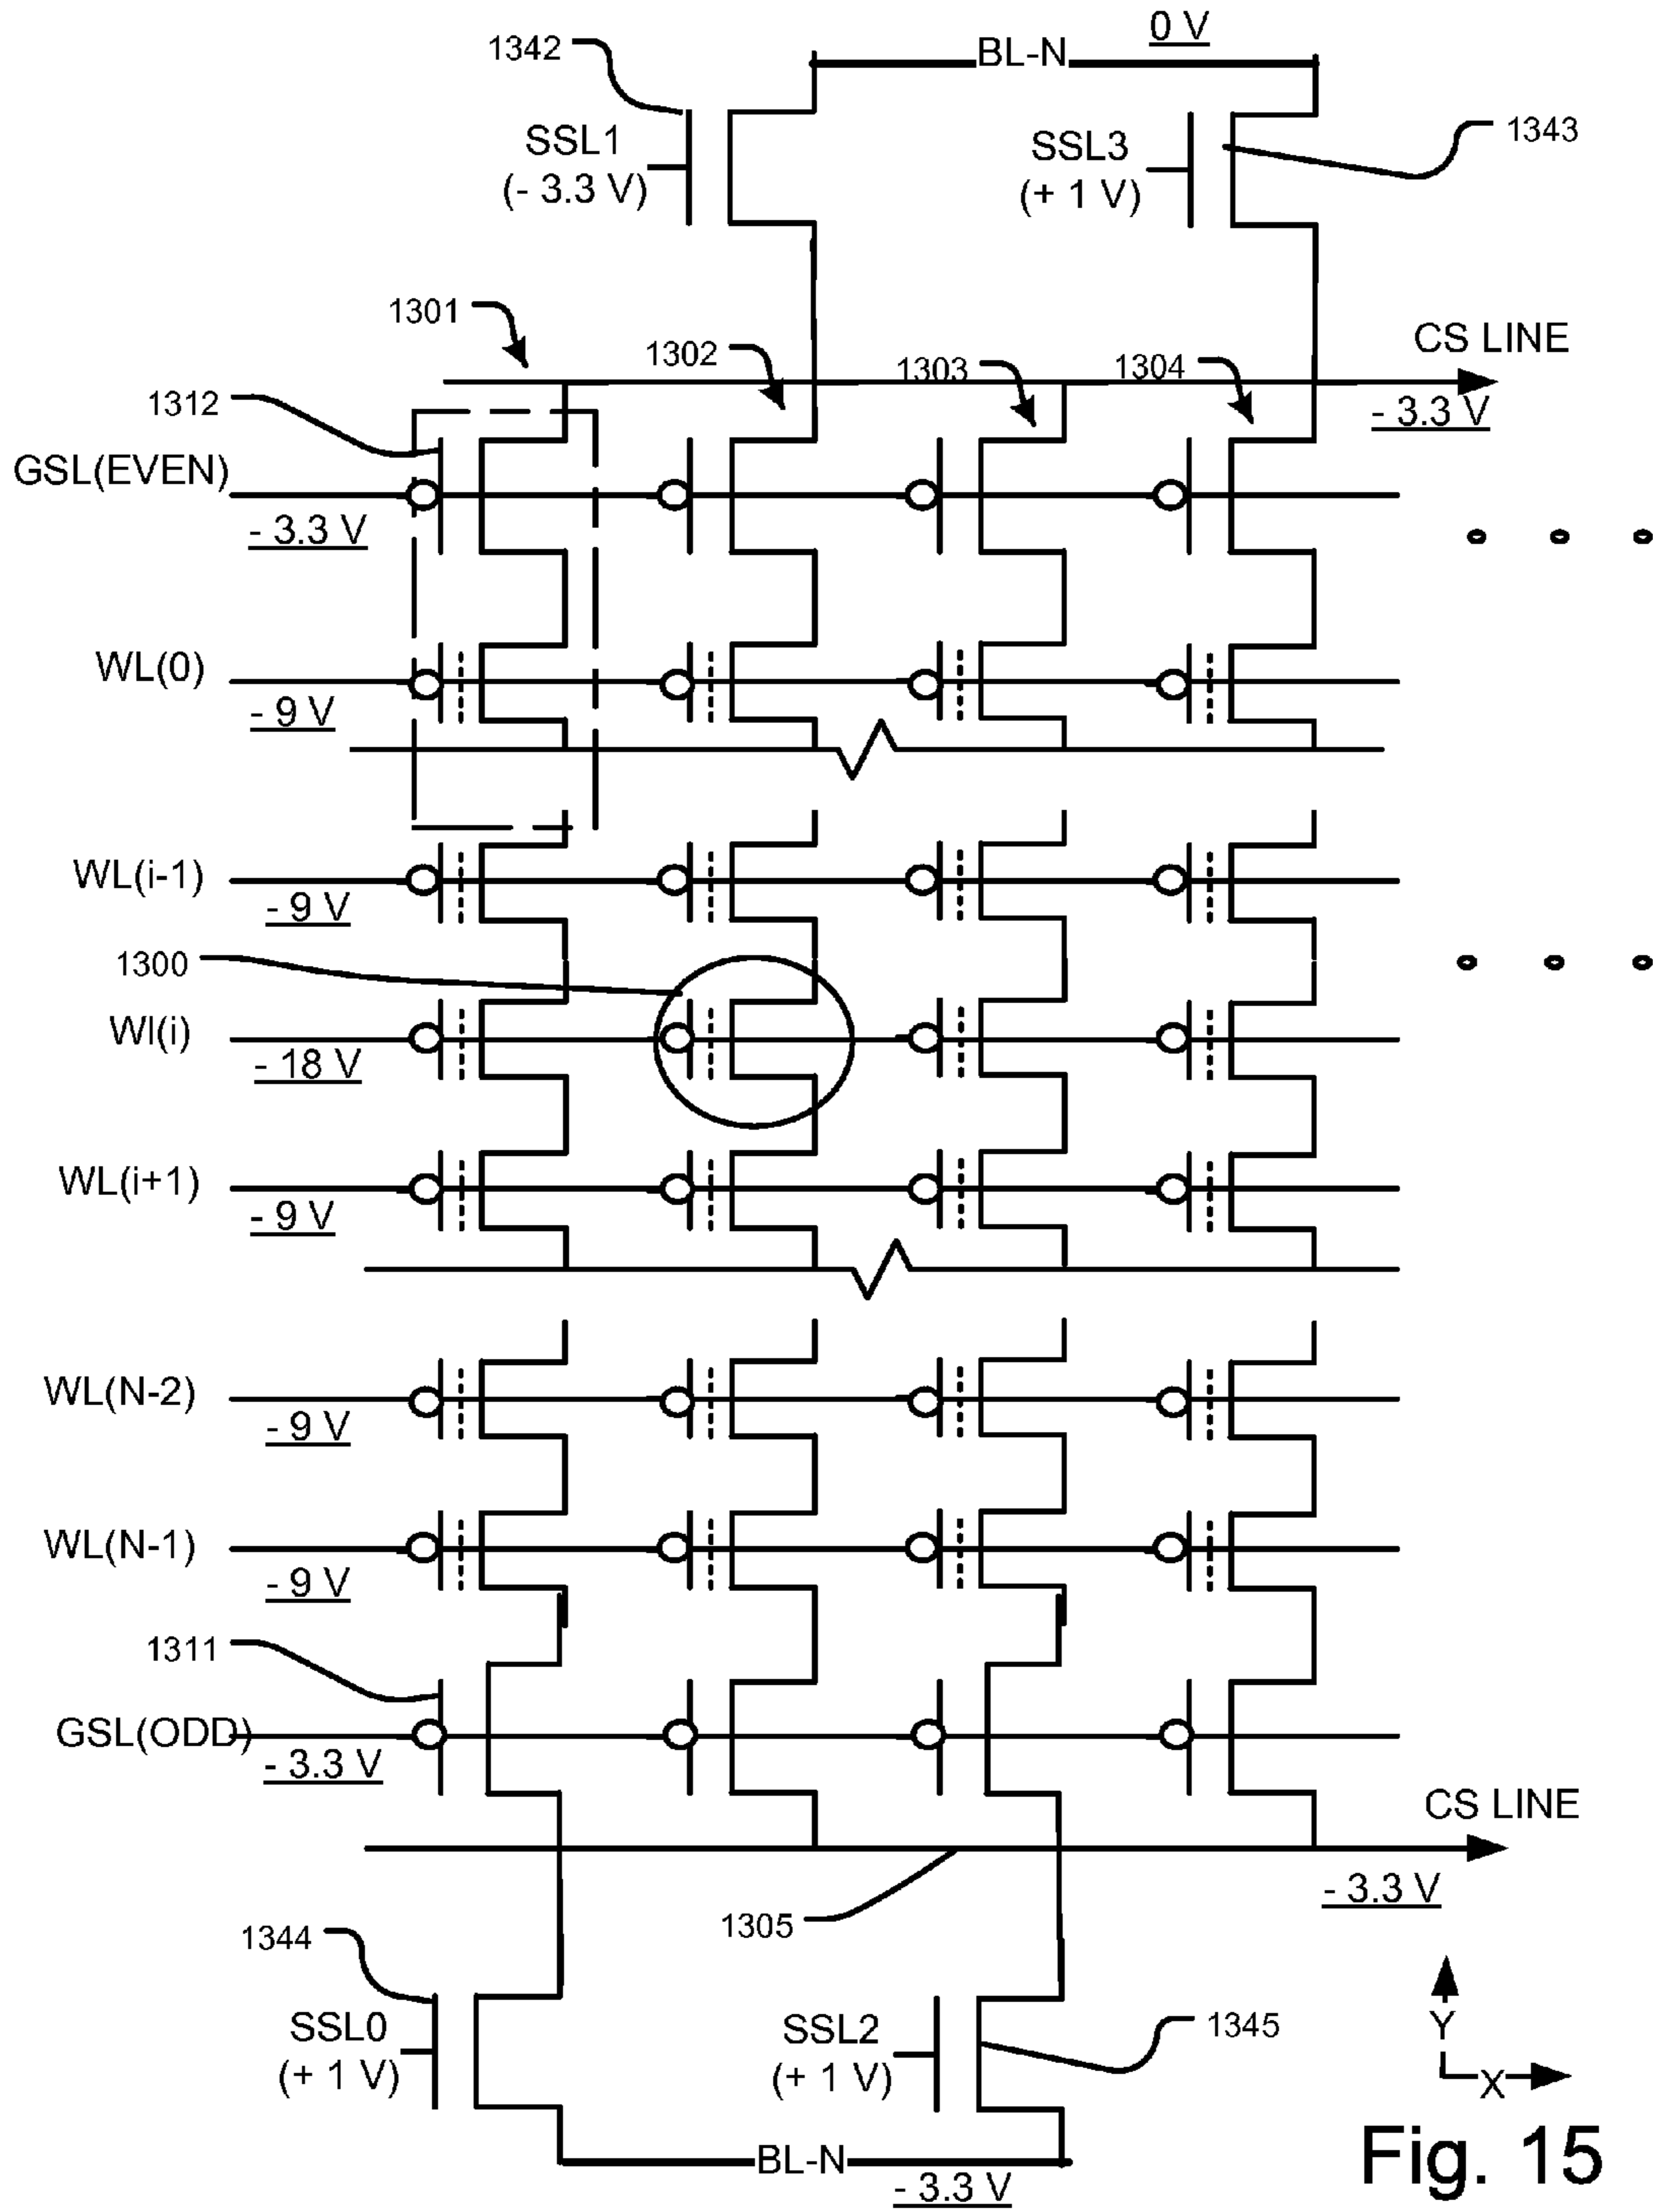 0 V
1342
BL-N
SSL1
(- 3.3 V)
SSL3
(+ 1 V)
1343
1301
1302
1303
1304
CS LINE
- 3.3 V
1312
GSL(EVEN)
- 3.3 V
WL(0)
- 9 V
WL(i-1)
- 9 V
1300
Wl(i)
- 18 V
WL(i+1)
- 9 V
WL(N-2)
- 9 V
WL(N-1)
- 9 V
1311
GSL(ODD)
- 3.3 V
CS LINE
- 3.3 V
1305
1344
SSL0
(+ 1 V)
SSL2
(+ 1 V)
1345
Y
X
BL-N
- 3.3 V
Fig. 15